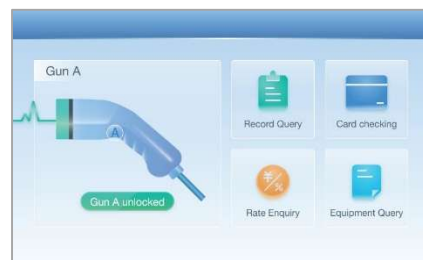 Gun A
A
Gun A unlocked
Record Query
Card checking
¥/%
Rate Enquiry
Equipment Query